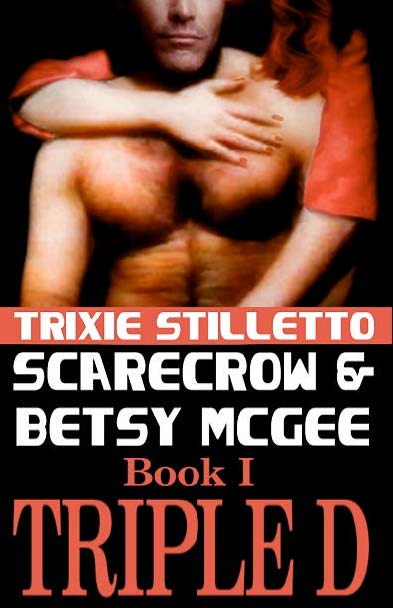 TRIXIE STILLETTO
SCARECROW &
BETSY MCGEE
Book I
TRIPLE D